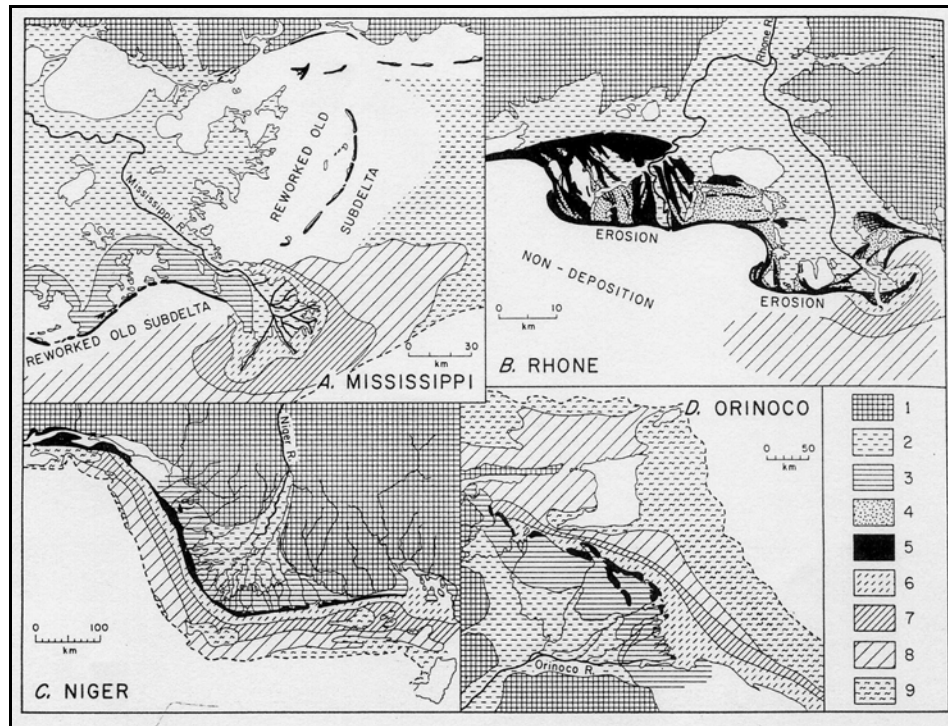 REWORKED OLD
SUBDELTA
Mississippi R.
REWORKED OLD SUBDELTA
0 30
km
A. MISSISSIPPI
Rhone R.
EROSION
NON-DEPOSITION
EROSION
0 10
km
B. RHONE
Niger R.
0 100
km
C. NIGER
D. ORINOCO
0 50
km
Orinoco R.
1
2
3
4
5
6
7
8
9